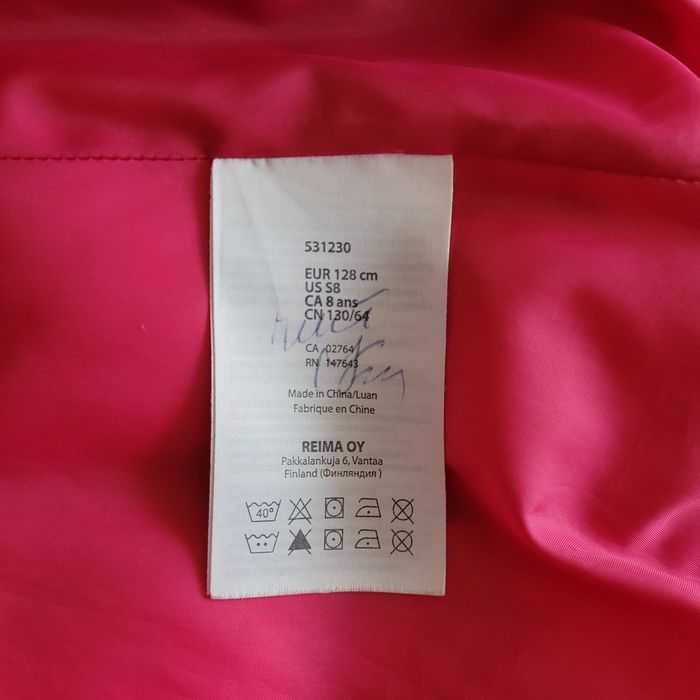 531230
EUR 128 cm
US S8
CA 8 ans
CN 130/64
CA 02764
RN 147643
Made in China/Luan
Fabrique en Chine
REIMA OY
Pakkalankuja 6, Vantaa
Finland (Финляндия )
40°